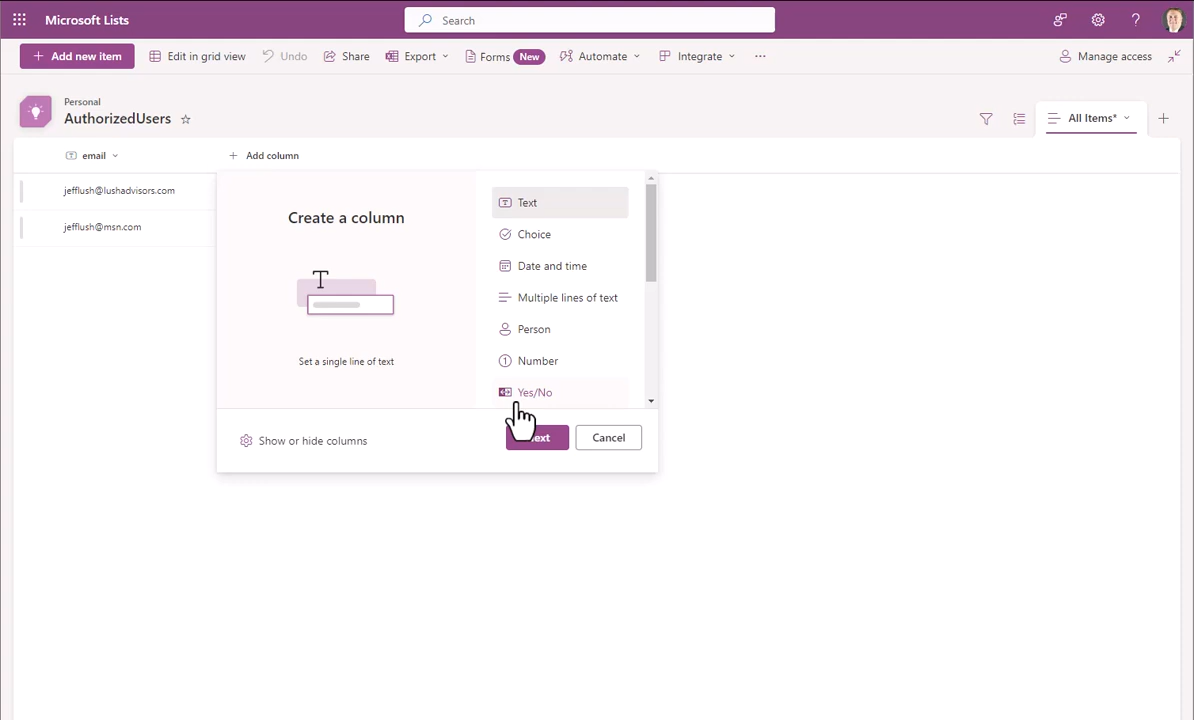 Microsoft Lists
Search
Add new item
Edit in grid view
Undo
Share
Export
Forms New
Automate
Integrate
Manage access
Personal
AuthorizedUsers
All Items*
email
Add column
jefflush@lushadvisors.com
jefflush@msn.com
Create a column
Set a single line of text
Text
Choice
Date and time
Multiple lines of text
Person
Number
Yes/No
Show or hide columns
Cancel